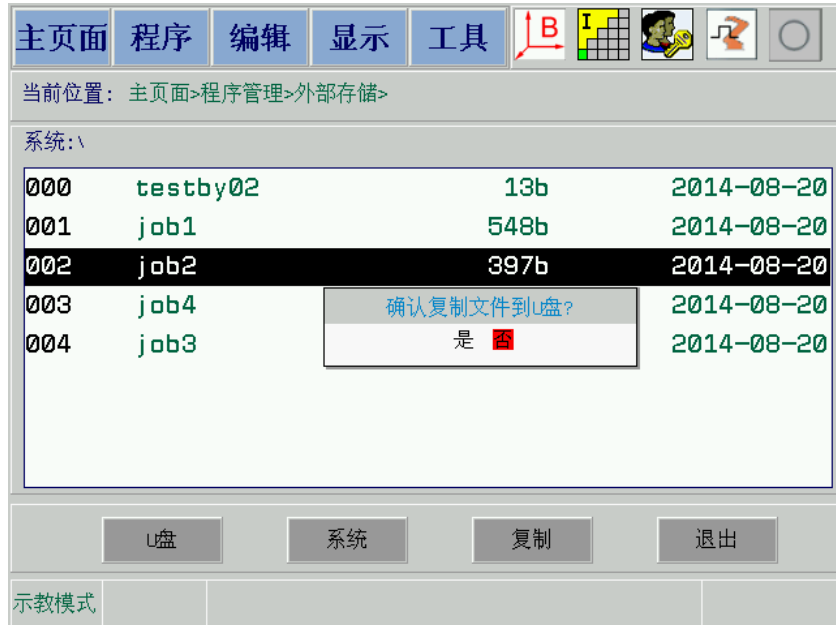 主页面 程序 编辑 显示 工具 B I
当前位置: 主页面>程序管理>外部存储>
系统:\
000 testby02 13b 2014-08-20
001 job1 548b 2014-08-20
002 job2 397b 2014-08-20
003 job4 2014-08-20
确认复制文件到U盘?
004 job3 2014-08-20
是 否
U盘 系统 复制 退出
示教模式